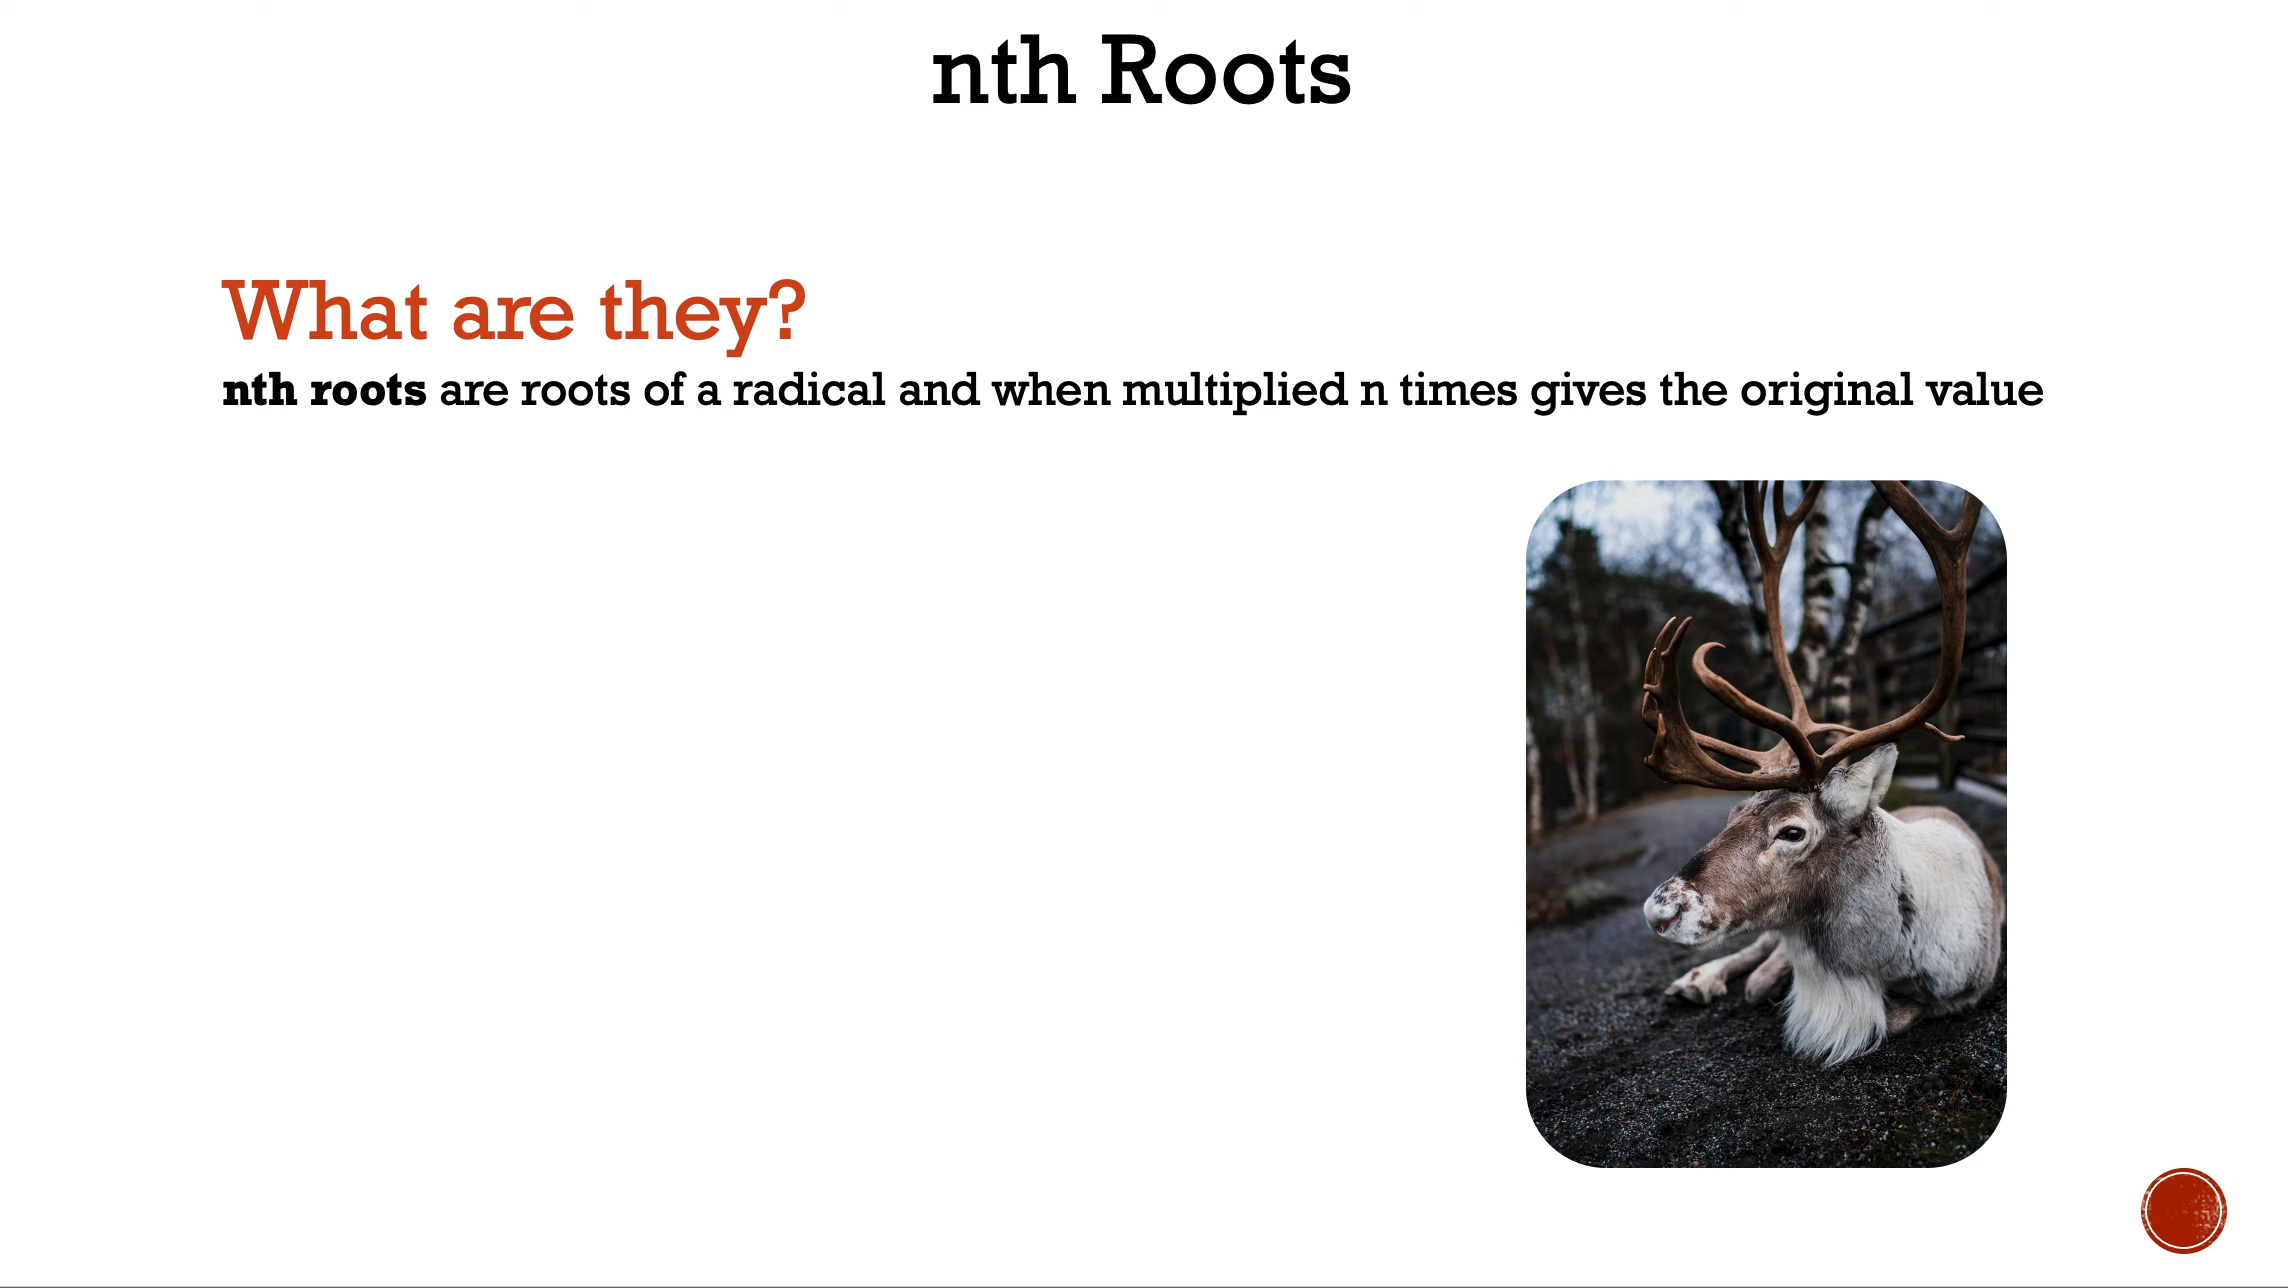 nth Roots
What are they?
nth roots are roots of a radical and when multiplied n times gives the original value